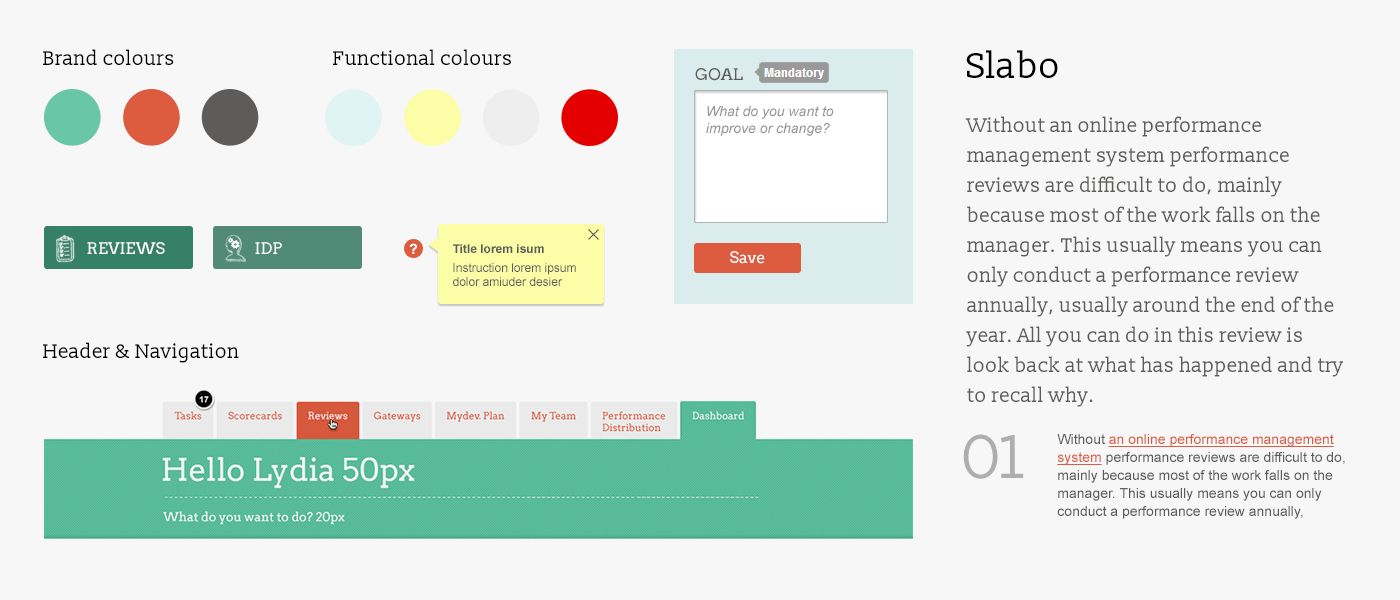 Brand colours
Functional colours
REVIEWS
IDP
?
Title lorem isum
Instruction lorem ipsum
dolor amiuder desier
GOAL
Mandatory
What do you want to
improve or change?
Save
Header & Navigation
17
Tasks
Scorecards
Reviews
Gateways
Mydev. Plan
My Team
Performance
Distribution
Dashboard
Hello Lydia 50px
What do you want to do? 20px
Slabo
Without an online performance
management system performance
reviews are difficult to do, mainly
because most of the work falls on the
manager. This usually means you can
only conduct a performance review
annually, usually around the end of the
year. All you can do in this review is
look back at what has happened and try
to recall why.
01
Without an online performance management
system performance reviews are difficult to do,
mainly because most of the work falls on the
manager. This usually means you can only
conduct a performance review annually,